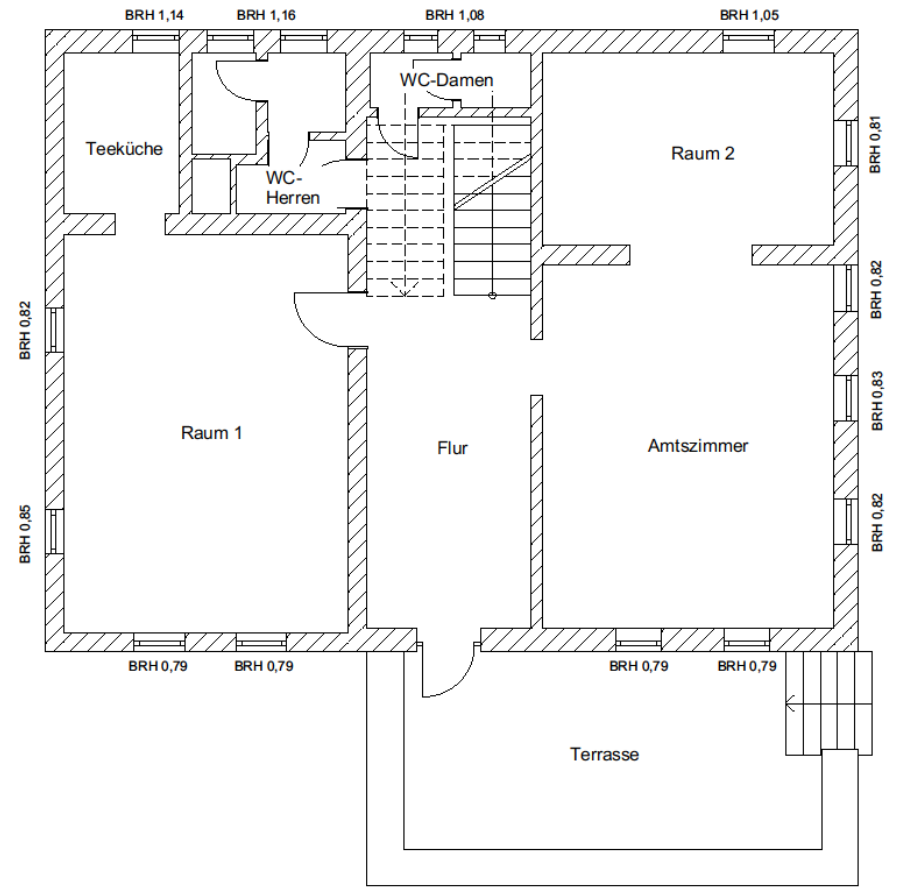 BRH 1,14
BRH 1,16
BRH 1,08
BRH 1,05
WC-Damen
BRH 0,81
Teeküche
Raum 2
WC-
Herren
BRH 0,82
BRH 0,82
BRH 0,83
Raum 1
Flur
Amtszimmer
BRH 0,85
BRH 0,82
BRH 0,79
BRH 0,79
BRH 0,79
BRH 0,79
Terrasse